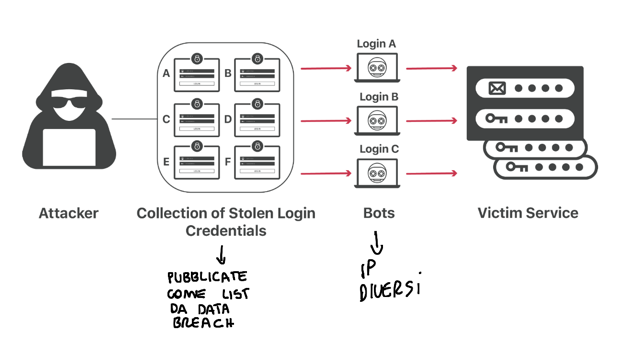 Login A
A
B
Login B
C
D
Login C
E
F
Attacker
Collection of Stolen Login
Credentials
Bots
Victim Service
PUBBLICATE
COME LIST
DA DATA
BREACH
IP
DIVERSi